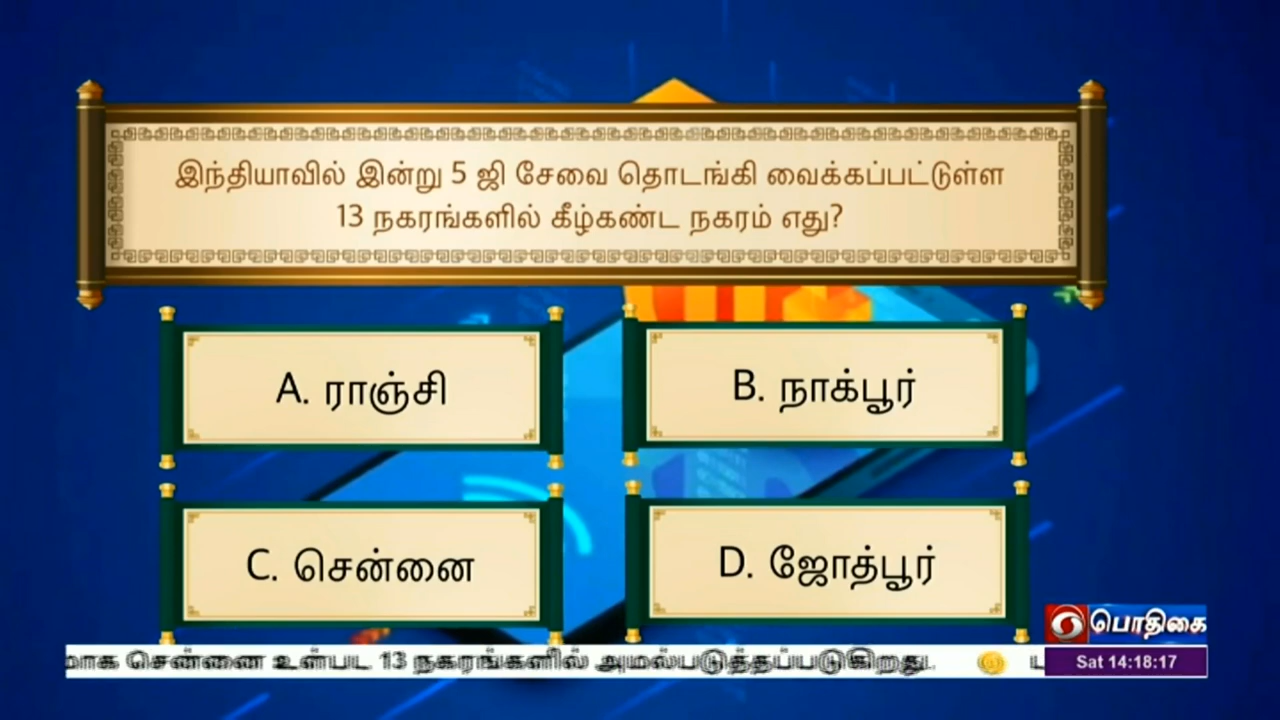 இந்தியாவில் இன்று 5 ஜி சேவை தொடங்கி வைக்கப்பட்டுள்ள
13 நகரங்களில் கீழ்கண்ட நகரம் எது?
A. ராஞ்சி
B. நாக்பூர்
C. சென்னை
D. ஜோத்பூர்
பொதிகை
சென்னை உள்பட 13 நகரங்களில் அமல்படுத்தப்படுகிறது.
Sat 14:18:17